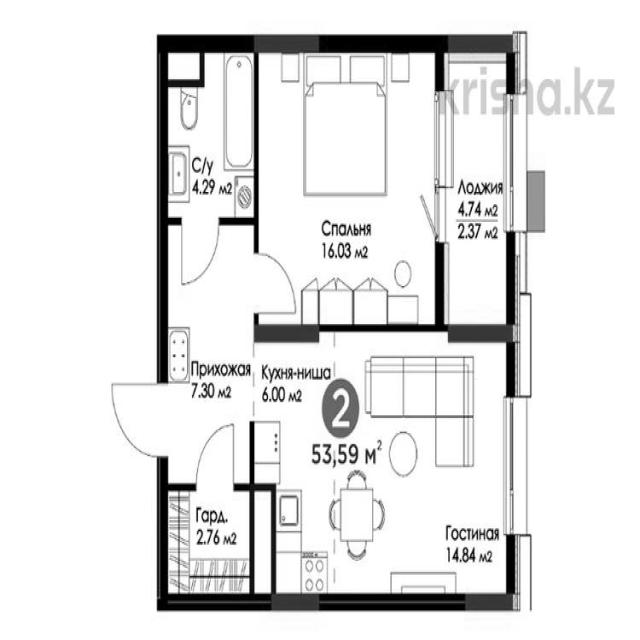 krisha.kz
С/у
4.29 м2
Спальня
16.03 м2
Лоджия
4.74 м2
2.37 м2
Прихожая
7.30 м2
Кухня-ниша
6.00 м2
2
53,59 м2
Гард.
2.76 м2
Гостиная
14.84 м2